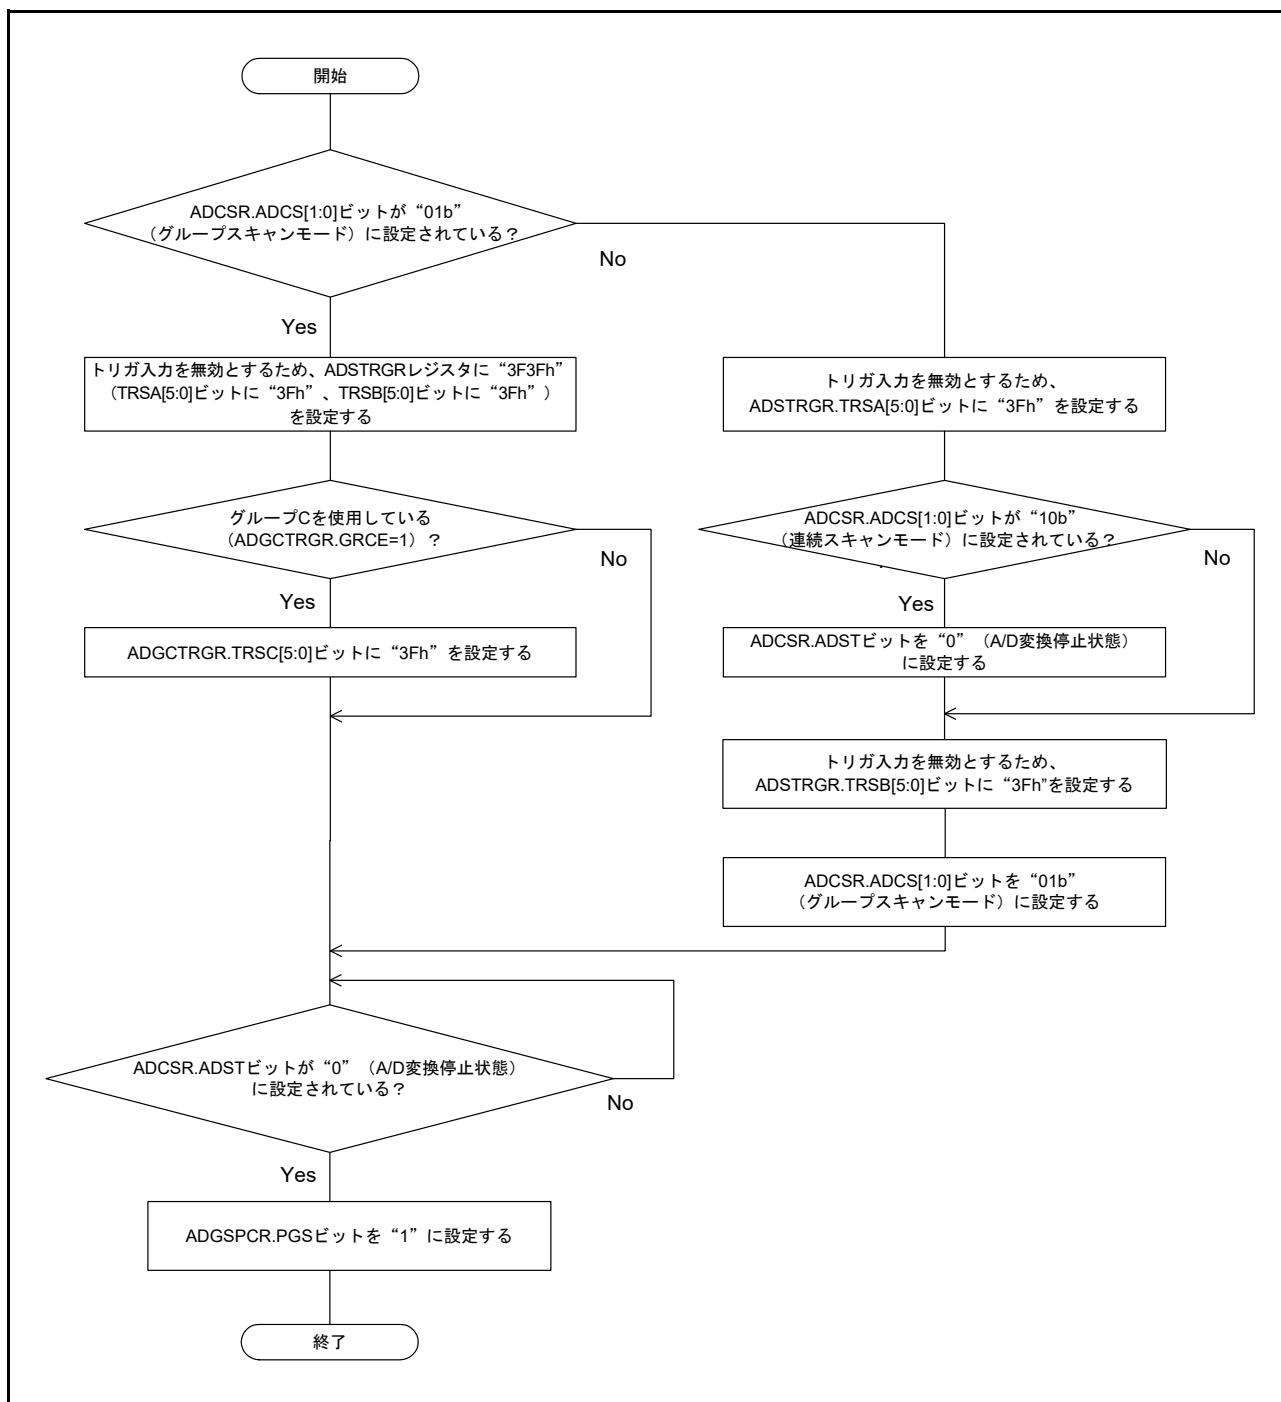 開始
ADCSR.ADCS[1:0]ビットが“01b”
（グループスキャンモード）に設定されている？
No
Yes
トリガ入力を無効とするため、ADSTRGRレジスタに“3F3Fh”
（TRSA[5:0]ビットに“3Fh”、TRSB[5:0]ビットに“3Fh”）
を設定する
トリガ入力を無効とするため、
ADSTRGR.TRSA[5:0]ビットに“3Fh”を設定する
グループCを使用している
（ADGCTRGR.GRCE=1）？
No
Yes
ADCSR.ADCS[1:0]ビットが“10b”
（連続スキャンモード）に設定されている？
No
Yes
ADGCTRGR.TRSC[5:0]ビットに“3Fh”を設定する
ADCSR.ADSTビットを“0”（A/D変換停止状態）
に設定する
トリガ入力を無効とするため、
ADSTRGR.TRSB[5:0]ビットに“3Fh”を設定する
ADCSR.ADCS[1:0]ビットを“01b”
（グループスキャンモード）に設定する
ADCSR.ADSTビットが“0”（A/D変換停止状態）
に設定されている？
No
Yes
ADGSPCR.PGSビットを“1”に設定する
終了